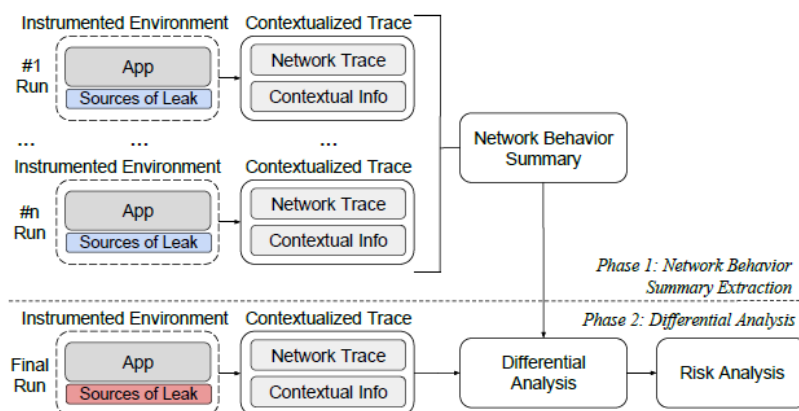 Instrumented Environment Contextualized Trace
#1
Run
App
Sources of Leak
Network Trace
Contextual Info
... ... ...
Instrumented Environment Contextualized Trace
#n
Run
App
Sources of Leak
Network Trace
Contextual Info
Network Behavior
Summary
Phase 1: Network Behavior
Summary Extraction
Phase 2: Differential Analysis
Instrumented Environment Contextualized Trace
Final
Run
App
Sources of Leak
Network Trace
Contextual Info
Differential
Analysis
Risk Analysis